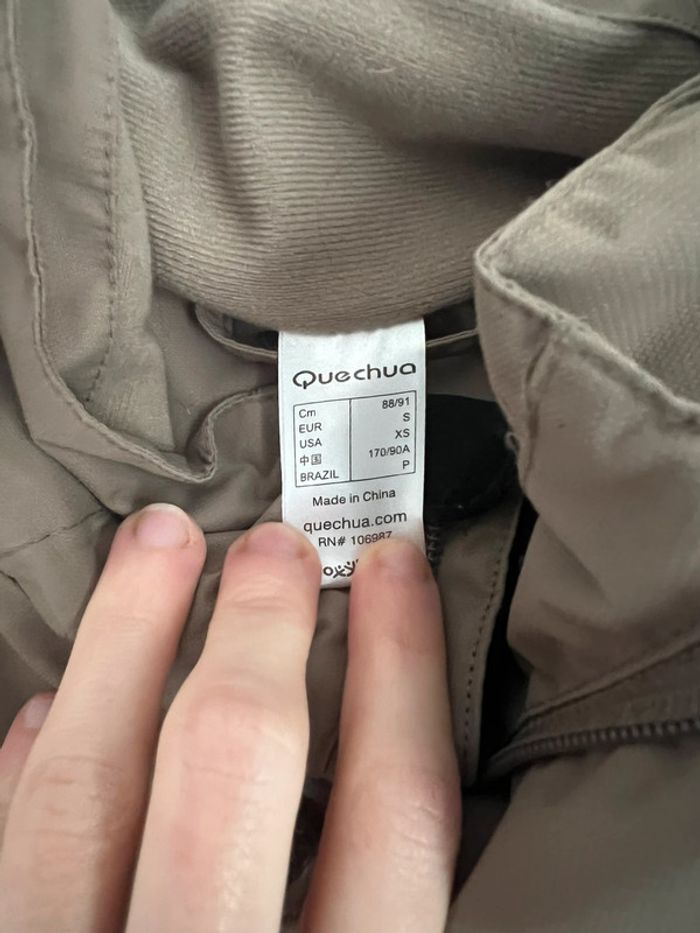 Quechua
Cm 88/91
EUR S
USA XS
中国 170/90A
BRAZIL P
Made in China
quechua.com
RN# 106987